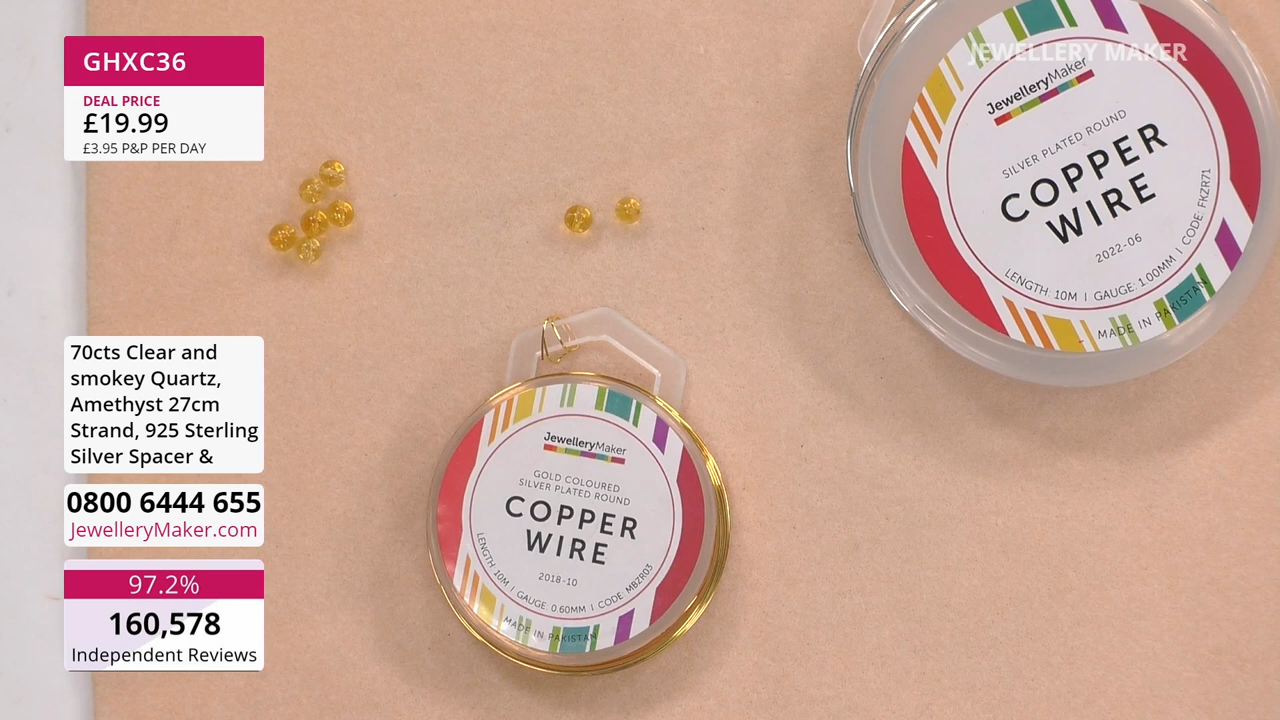 GHXC36
DEAL PRICE
£19.99
£3.95 P&P PER DAY
70cts Clear and
smokey Quartz,
Amethyst 27cm
Strand, 925 Sterling
Silver Spacer &
0800 6444 655
JewelleryMaker.com
97.2%
160,578
Independent Reviews
JEWELLERY MAKER
JewelleryMaker
SILVER PLATED ROUND
COPPER
WIRE
2022-06
LENGTH: 10M | GAUGE: 1.00MM | CODE: FKZR71
MADE IN PAKISTAN
JewelleryMaker
GOLD COLOURED
SILVER PLATED ROUND
COPPER
WIRE
2018-10
LENGTH: 10M | GAUGE: 0.60MM | CODE: MBZR03
MADE IN PAKISTAN